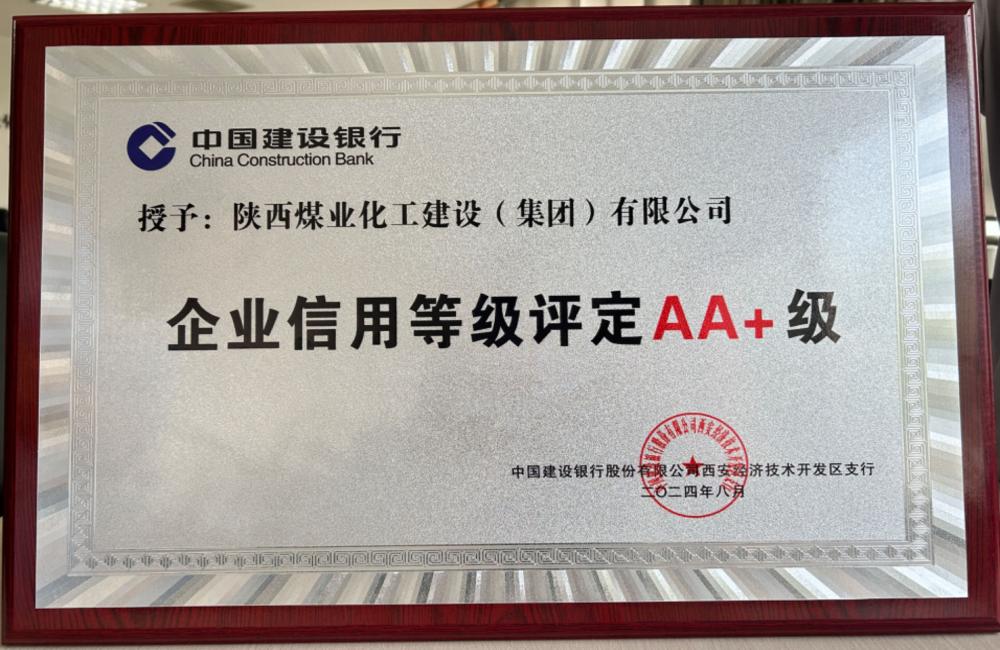 中国建设银行
China Construction Bank
授予：陕西煤业化工建设（集团）有限公司
企业信用等级评定AA+级
中国建设银行股份有限公司西安经济技术开发区支行
二〇二四年八月